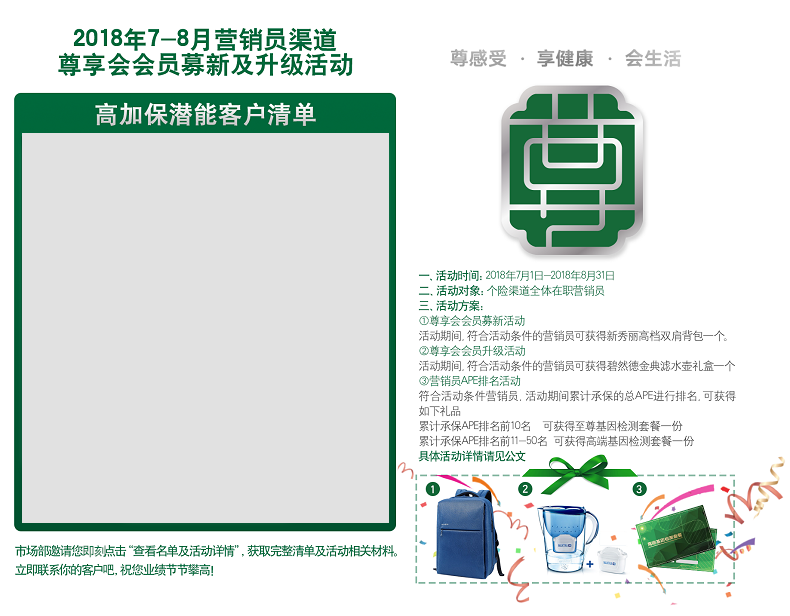 2018年7-8月营销员渠道
尊享会会员募新及升级活动
高加保潜能客户清单
市场部邀请您即刻点击“查看名单及活动详情”，获取完整清单及活动相关材料。
立即联系你的客户吧，祝您业绩节节攀高!
尊感受 · 享健康 · 会生活
一、活动时间：2018年7月1日-2018年8月31日
二、活动对象：个险渠道全体在职营销员
三、活动方案：
①尊享会会员募新活动
活动期间，符合活动条件的营销员可获得新秀丽高档双肩背包一个。
②尊享会会员升级活动
活动期间，符合活动条件的营销员可获得碧然德金典滤水壶礼盒一个
③营销员APE排名活动
符合活动条件营销员，活动期间累计承保的总APE进行排名，可获得
如下礼品
累计承保APE排名前10名 可获得至尊基因检测套餐一份
累计承保APE排名前11-50名 可获得高端基因检测套餐一份
具体活动详情请见公文
1 2 3
+